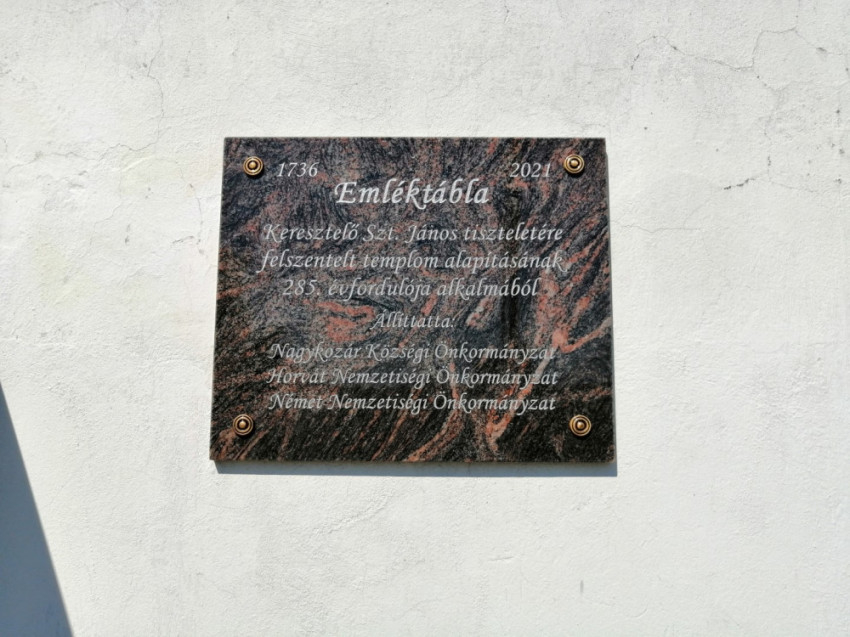 1736 2021
Emléktábla
Keresztelő Szt. János tiszteletére
felszentelt templom alapításának
285. évfordulója alkalmából
Állíttatta:
Nagykozár Községi Önkormányzat
Horvát Nemzetiségi Önkormányzat
Német Nemzetiségi Önkormányzat